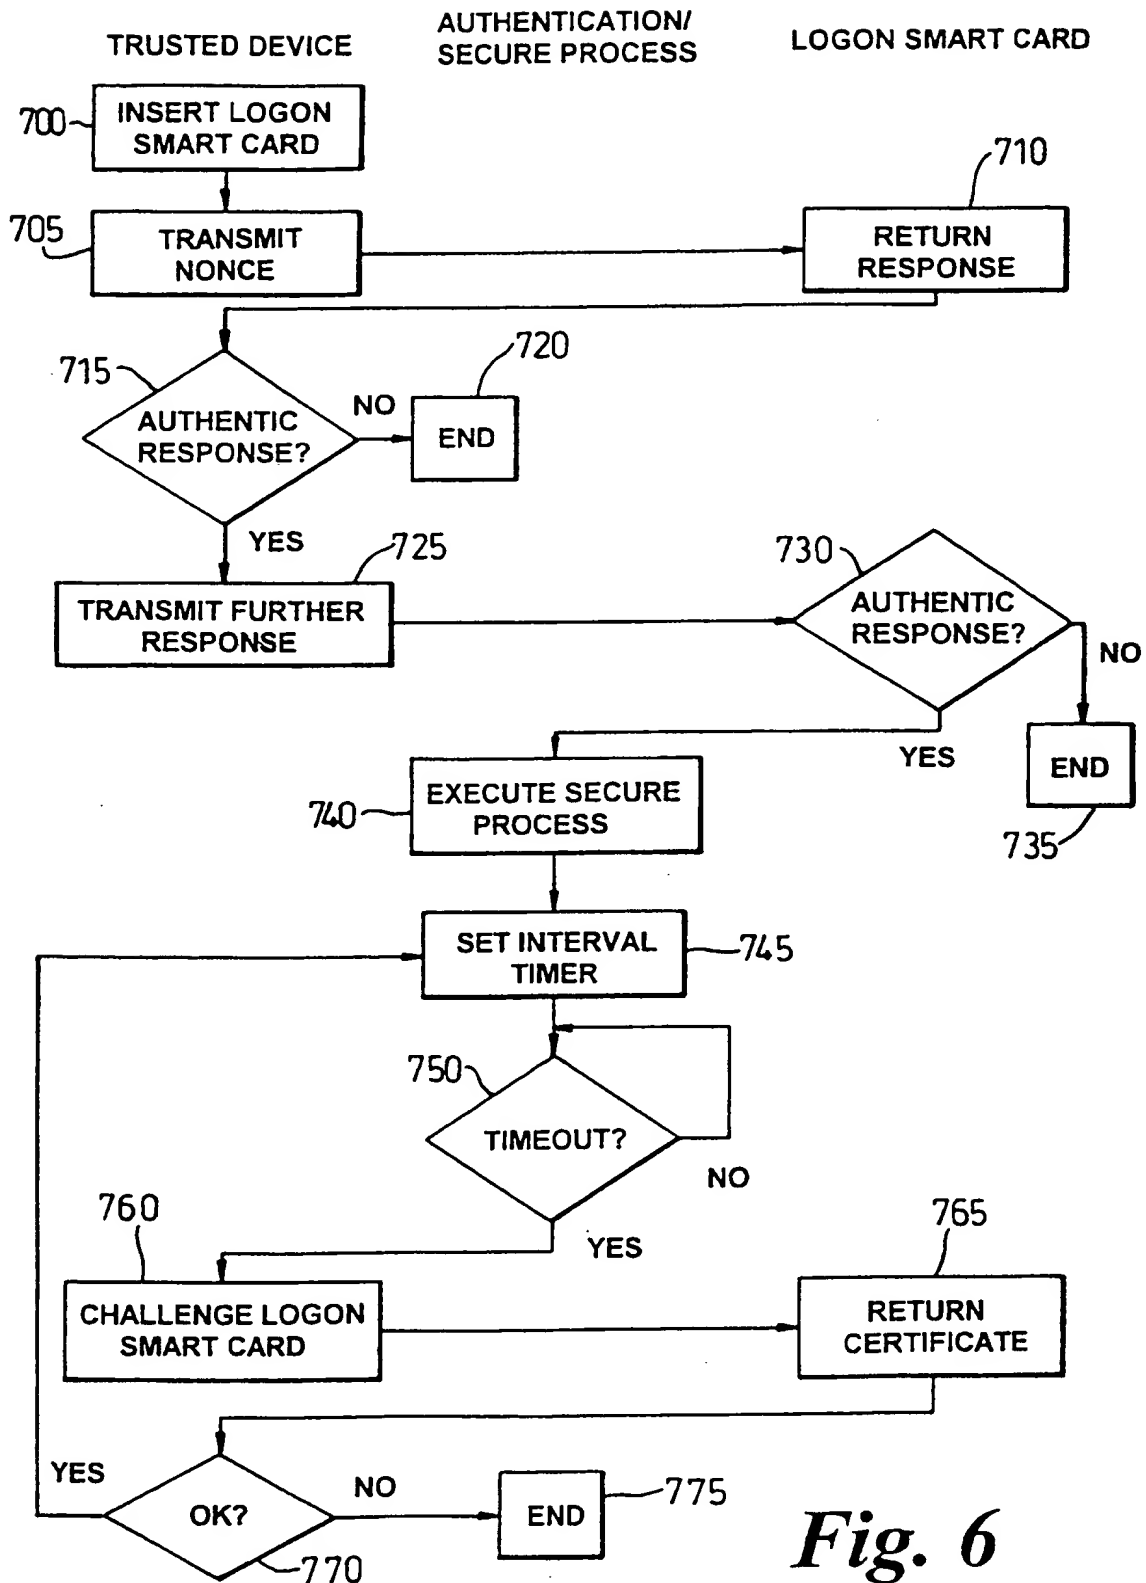 TRUSTED DEVICE
AUTHENTICATION/
SECURE PROCESS
LOGON SMART CARD
700
INSERT LOGON
SMART CARD
710
705
TRANSMIT
NONCE
RETURN
RESPONSE
715
AUTHENTIC
RESPONSE?
NO
720
END
YES
725
TRANSMIT FURTHER
RESPONSE
730
AUTHENTIC
RESPONSE?
NO
YES
END
735
740
EXECUTE SECURE
PROCESS
SET INTERVAL
TIMER
745
750
TIMEOUT?
NO
YES
760
CHALLENGE LOGON
SMART CARD
765
RETURN
CERTIFICATE
YES
OK?
NO
770
END
775
Fig. 6